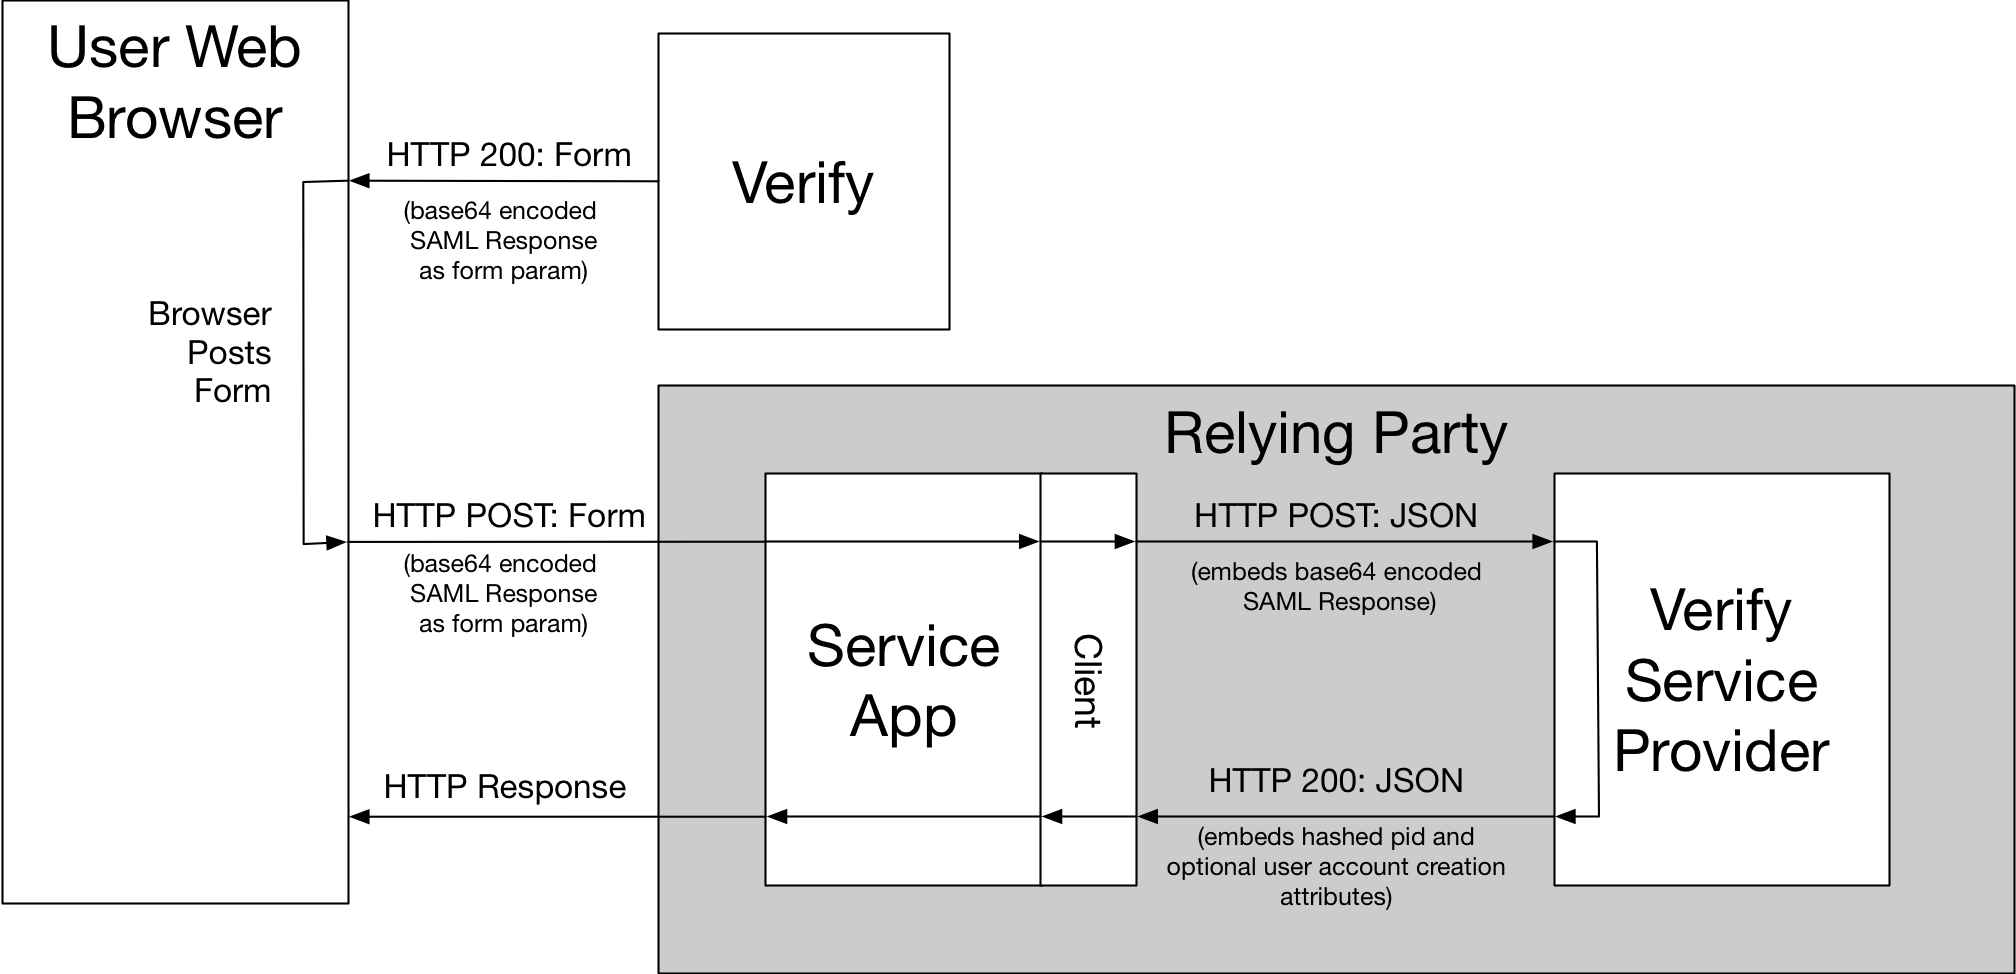 User Web
Browser
HTTP 200: Form
(base64 encoded
SAML Response
as form param)
Verify
Browser
Posts
Form
Relying Party
HTTP POST: Form
(base64 encoded
SAML Response
as form param)
Service
App
Client
HTTP POST: JSON
(embeds base64 encoded
SAML Response)
Verify
Service
Provider
HTTP Response
HTTP 200: JSON
(embeds hashed pid and
optional user account creation
attributes)